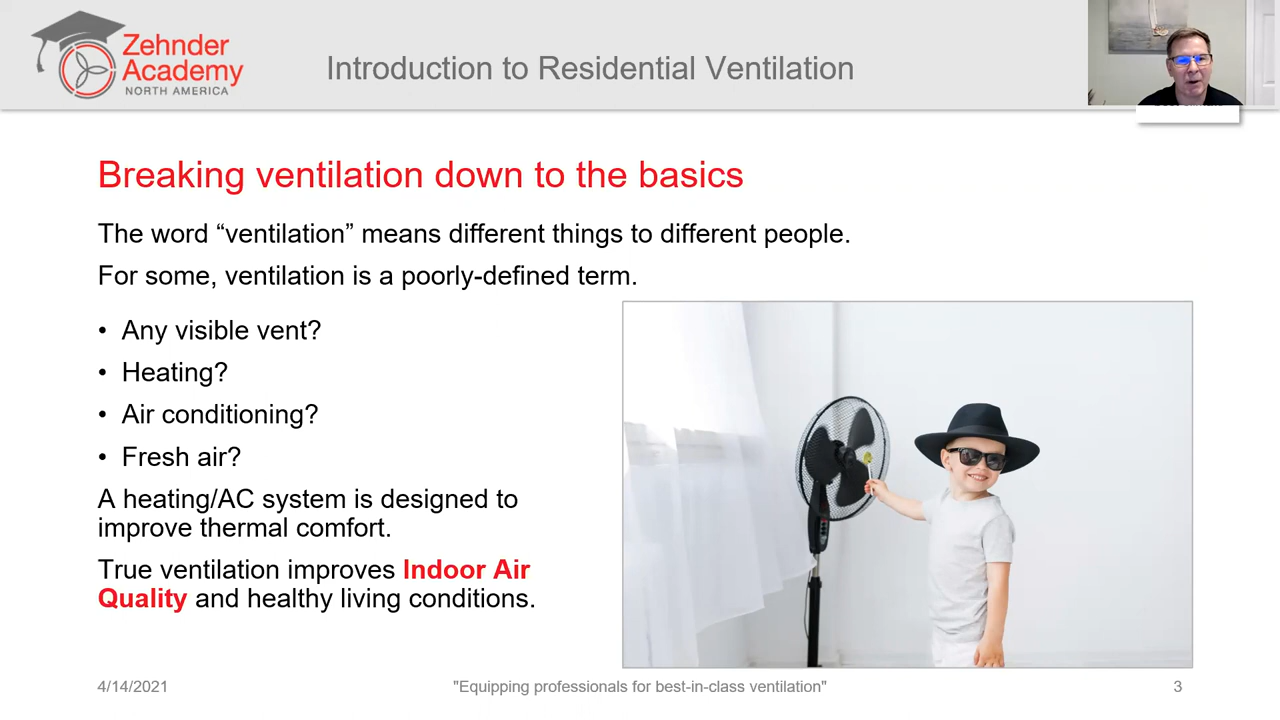 Zehnder
Academy
NORTH AMERICA
Introduction to Residential Ventilation
Breaking ventilation down to the basics
The word “ventilation” means different things to different people.
For some, ventilation is a poorly-defined term.
• Any visible vent?
• Heating?
• Air conditioning?
• Fresh air?
A heating/AC system is designed to
improve thermal comfort.
True ventilation improves Indoor Air
Quality and healthy living conditions.
4/14/2021
"Equipping professionals for best-in-class ventilation"
3